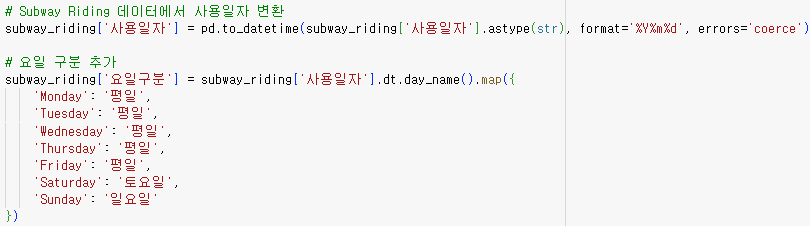 # Subway Riding 데이터에서 사용일자 변환
subway_riding['사용일자'] = pd.to_datetime(subway_riding['사용일자'].astype(str), format='%Y%m%d', errors='coerce')
# 요일 구분 추가
subway_riding['요일구분'] = subway_riding['사용일자'].dt.day_name().map({
'Monday': '평일',
'Tuesday': '평일',
'Wednesday': '평일',
'Thursday': '평일',
'Friday': '평일',
'Saturday': '토요일',
'Sunday': '일요일'
})